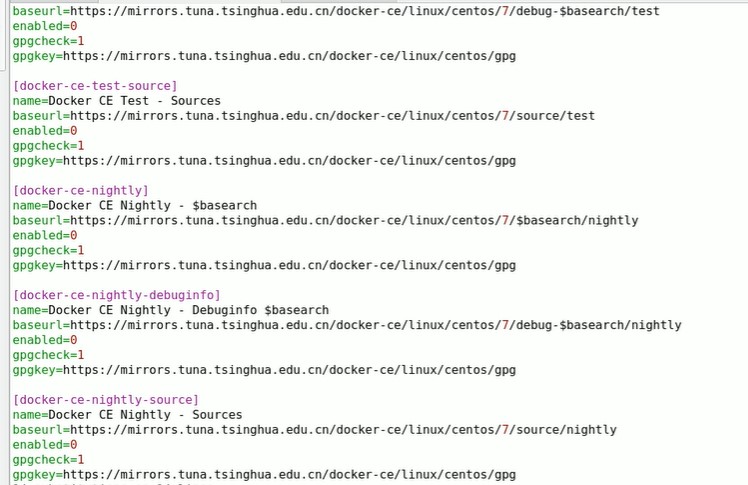 baseurl=https://mirrors.tuna.tsinghua.edu.cn/docker-ce/linux/centos/7/debug-$basearch/test
enabled=0
gpgcheck=1
gpgkey=https://mirrors.tuna.tsinghua.edu.cn/docker-ce/linux/centos/gpg
[docker-ce-test-source]
name=Docker CE Test - Sources
baseurl=https://mirrors.tuna.tsinghua.edu.cn/docker-ce/linux/centos/7/source/test
enabled=0
gpgcheck=1
gpgkey=https://mirrors.tuna.tsinghua.edu.cn/docker-ce/linux/centos/gpg
[docker-ce-nightly]
name=Docker CE Nightly - $basearch
baseurl=https://mirrors.tuna.tsinghua.edu.cn/docker-ce/linux/centos/7/$basearch/nightly
enabled=0
gpgcheck=1
gpgkey=https://mirrors.tuna.tsinghua.edu.cn/docker-ce/linux/centos/gpg
[docker-ce-nightly-debuginfo]
name=Docker CE Nightly - Debuginfo $basearch
baseurl=https://mirrors.tuna.tsinghua.edu.cn/docker-ce/linux/centos/7/debug-$basearch/nightly
enabled=0
gpgcheck=1
gpgkey=https://mirrors.tuna.tsinghua.edu.cn/docker-ce/linux/centos/gpg
[docker-ce-nightly-source]
name=Docker CE Nightly - Sources
baseurl=https://mirrors.tuna.tsinghua.edu.cn/docker-ce/linux/centos/7/source/nightly
enabled=0
gpgcheck=1
gpgkey=https://mirrors.tuna.tsinghua.edu.cn/docker-ce/linux/centos/gpg